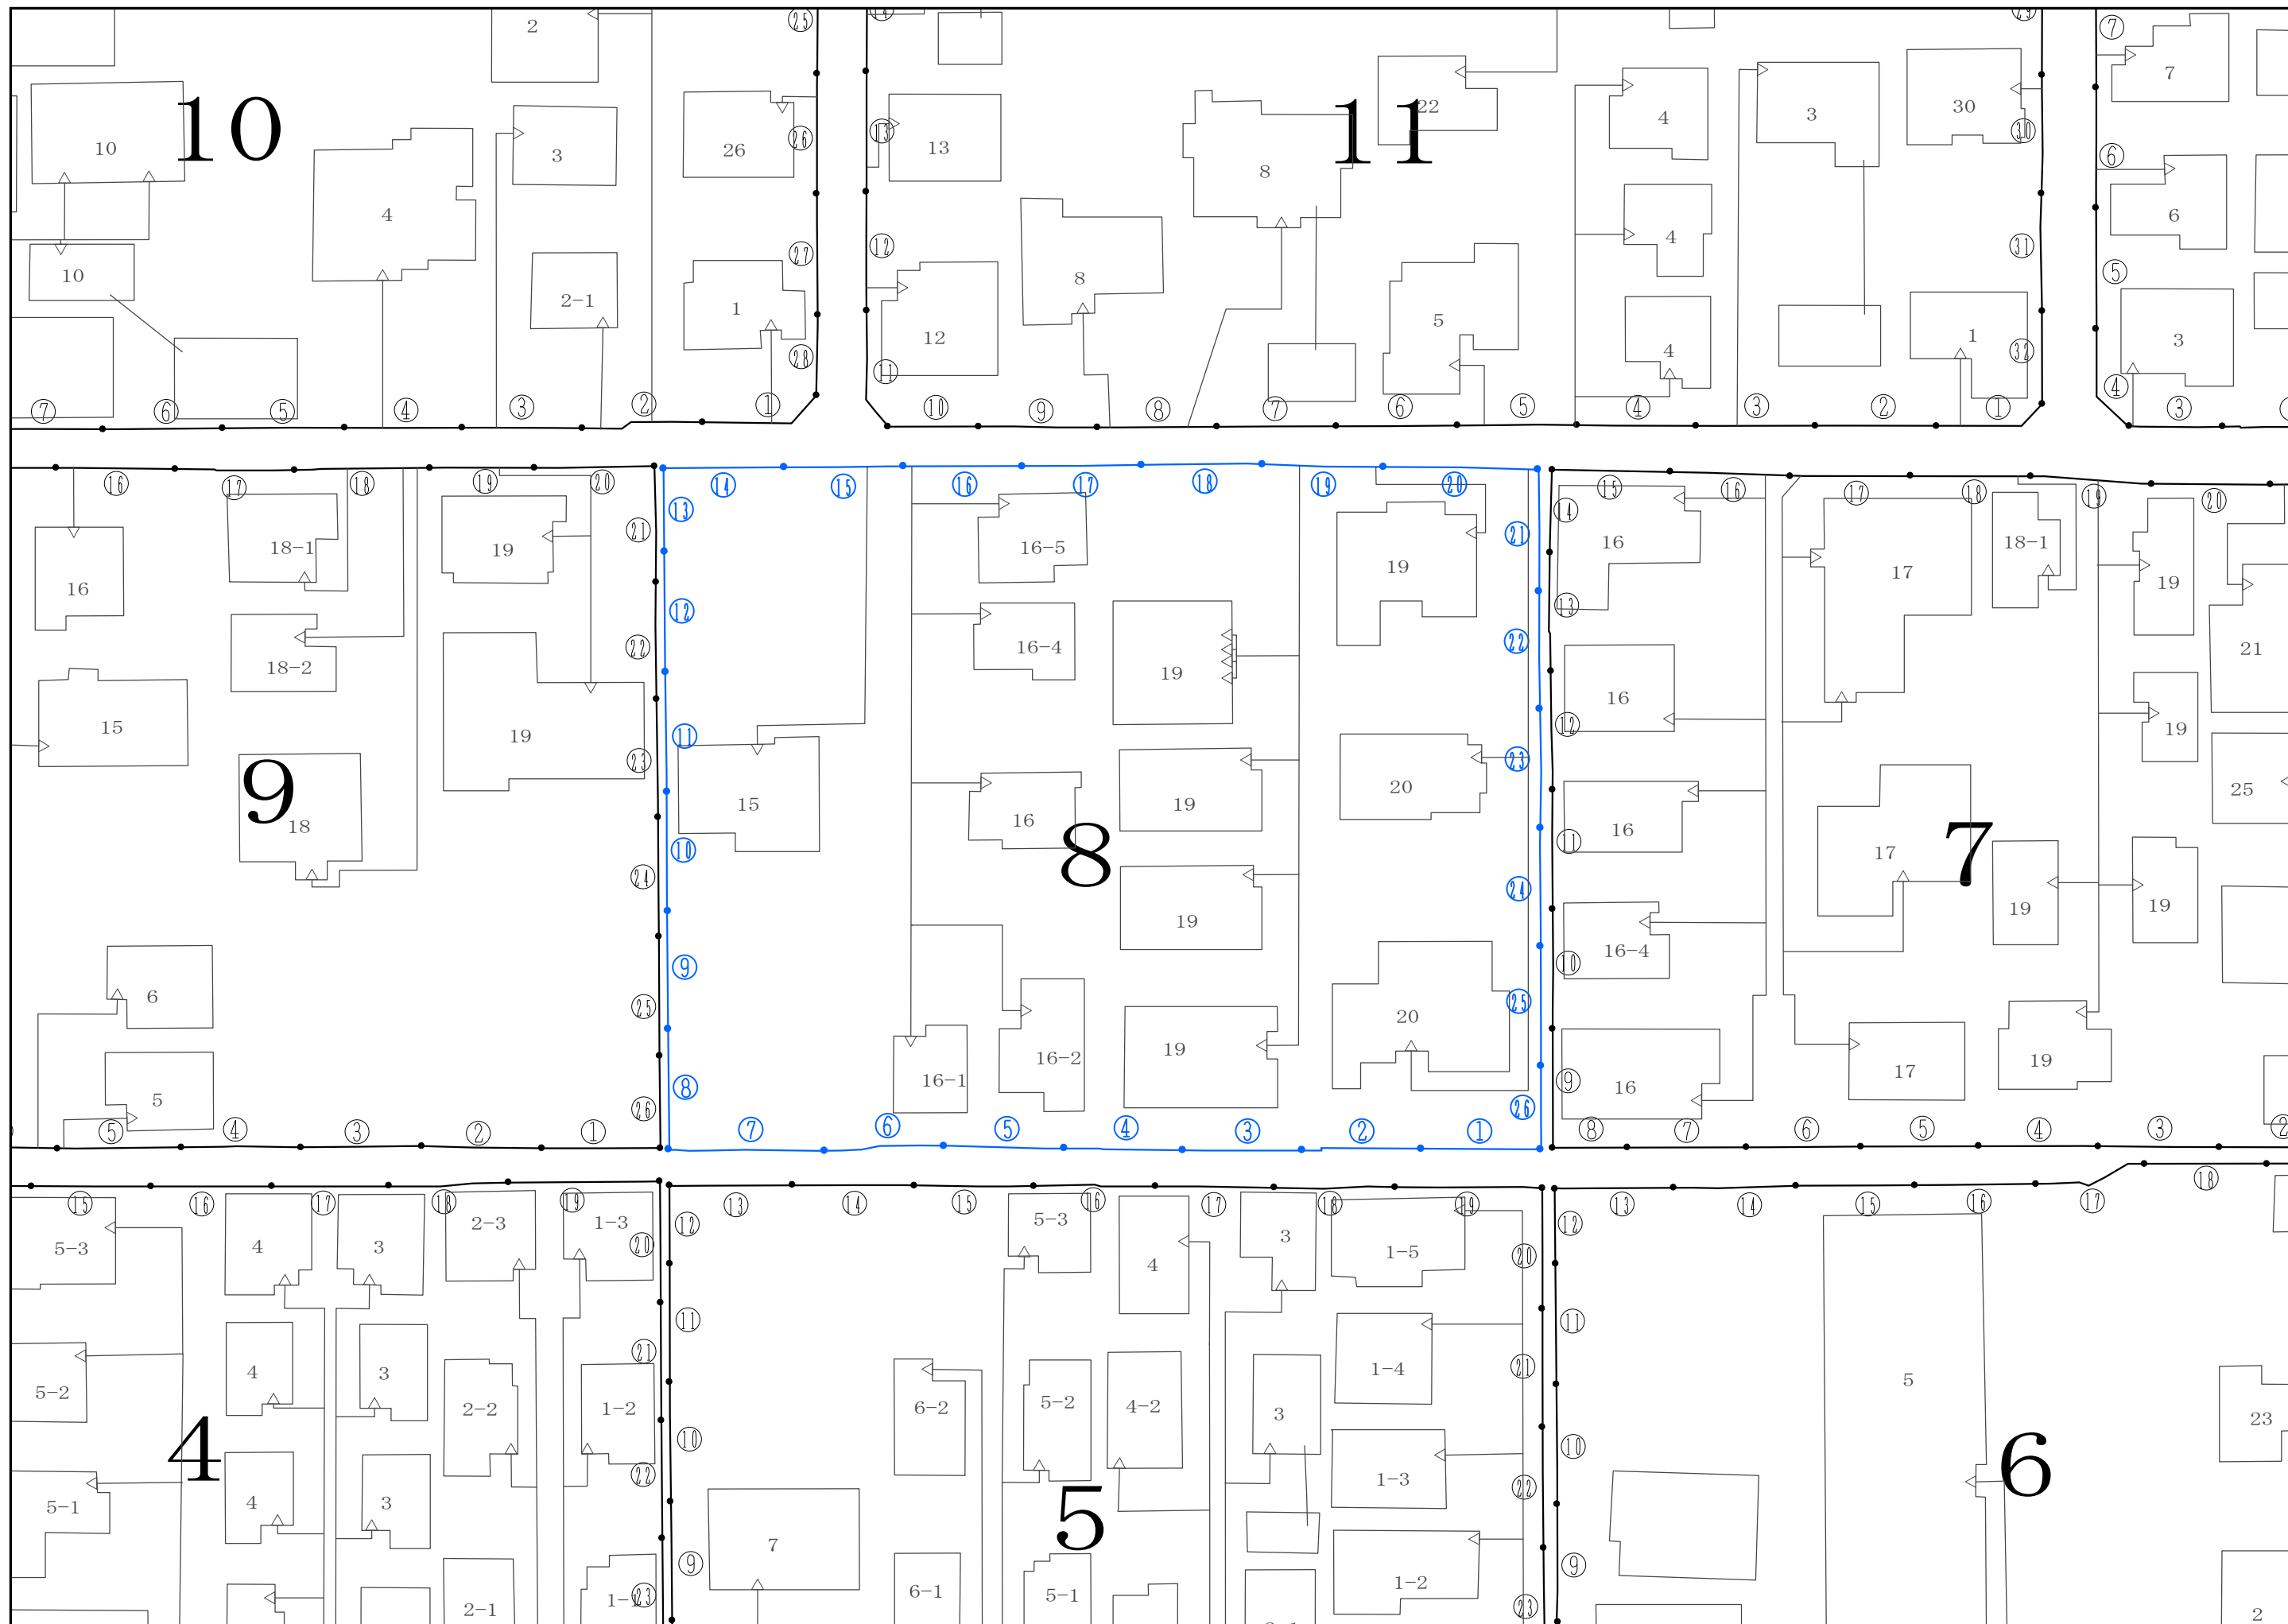 2 ㉕ ⑭ ㉙ ⑦
7
10 10 4 3 26 ㉖ ⑬ 13 8 11 22 4 3 30 ㉚
⑥
6
10 2-1 1 ㉗ ⑫ 12 8 5 4 ㉛ ⑤
㉘ ⑪ 4 1 ㉜ 3
⑦ ⑥ ⑤ ④ ③ ② ① ⑩ ⑨ ⑧ ⑦ ⑥ ⑤ ④ ③ ② ① ④ ③
⑯ ⑰ ⑱ ⑲ ⑳ ⑭ ⑮ ⑯ ⑰ ⑱ ⑲ ⑳ ⑮ ⑯ ⑰ ⑱ ⑲ ⑳
16 18-1 19 ㉑ ⑬ 16-5 19 ㉑ ⑭ 16 17 18-1 19
18-2 ㉒ ⑫ 16-4 19 ㉒ ⑬ 16 21
15 19 ㉓ ⑪ 20 ㉓ ⑫ 19
9 18 15 16 8 19 16 ⑪ 17 7 25
㉔ ⑩ 19 ㉔ 19 19
6 ㉕ ⑨ 20 ㉕ ⑩ 16-4
5 ⑧ 16-1 16-2 19 ⑨ 16 17 19
㉖ ㉖
⑤ ④ ③ ② ① ⑦ ⑥ ⑤ ④ ③ ② ① ⑧ ⑦ ⑥ ⑤ ④ ③ ②
⑮ ⑯ ⑰ ⑱ ⑲ ⑬ ⑭ ⑮ ⑯ ⑰ ⑱ ⑲ ⑬ ⑭ ⑮ ⑯ ⑰ ⑱
5-3 4 3 2-3 1-3 ⑳ ⑫ 5-3 4 3 1-5 ⑳ ⑫
5-2 4 3 2-2 1-2 ㉑ ⑪ 6-2 5-2 4-2 3 1-4 ㉑ ⑪ 5
4 ㉒ ⑩ 1-3 ㉒ ⑩ 6 23
5-1 4 3 7 5
2-1 1-1 ㉓ ⑨ 6-1 5-1 1-2 ㉓ ⑨
2